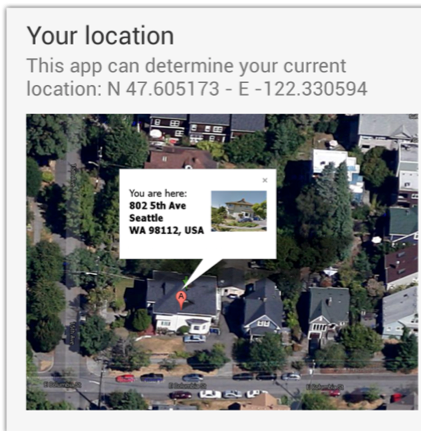 Your location
This app can determine your current
location: N 47.605173 - E -122.330594
×
You are here:
802 5th Ave
Seattle
WA 98112, USA
A